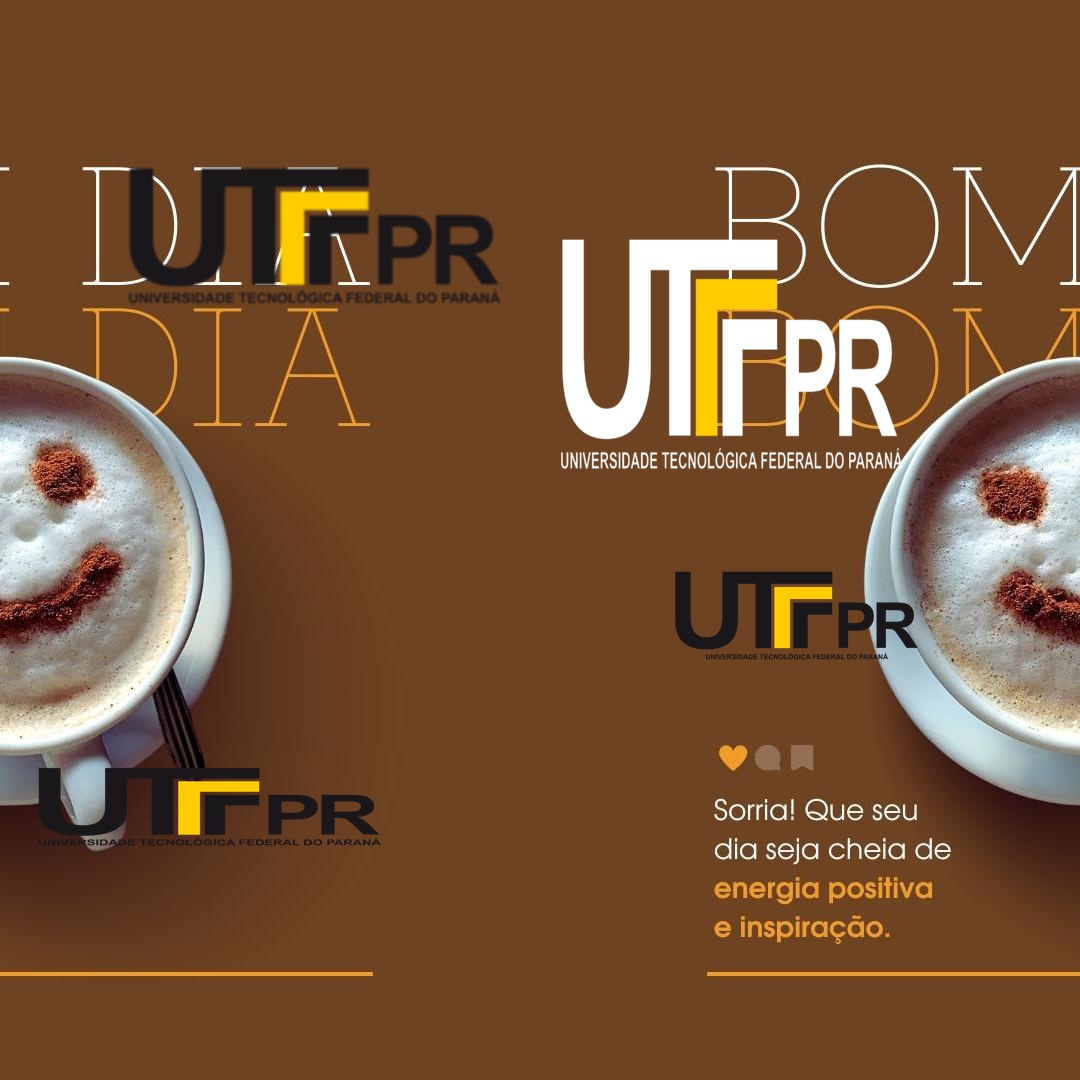 DIA
DIA
UTFPR
UNIVERSIDADE TECNOLÓGICA FEDERAL DO PARANÁ
UTFPR
UNIVERSIDADE TECNOLÓGICA FEDERAL DO PARANÁ
BOM
BOM
UTFPR
UNIVERSIDADE TECNOLÓGICA FEDERAL DO PARANÁ
UTFPR
UNIVERSIDADE TECNOLÓGICA FEDERAL DO PARANÁ
Sorria! Que seu
dia seja cheia de
energia positiva
e inspiração.